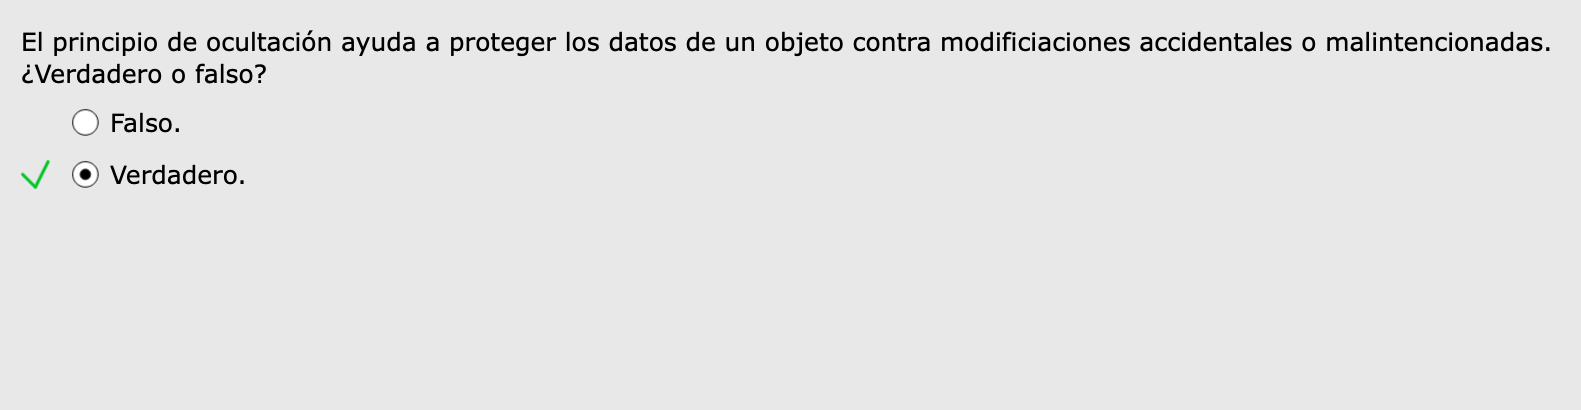 El principio de ocultación ayuda a proteger los datos de un objeto contra modificiaciones accidentales o malintencionadas.
¿Verdadero o falso?
Falso.
Verdadero.